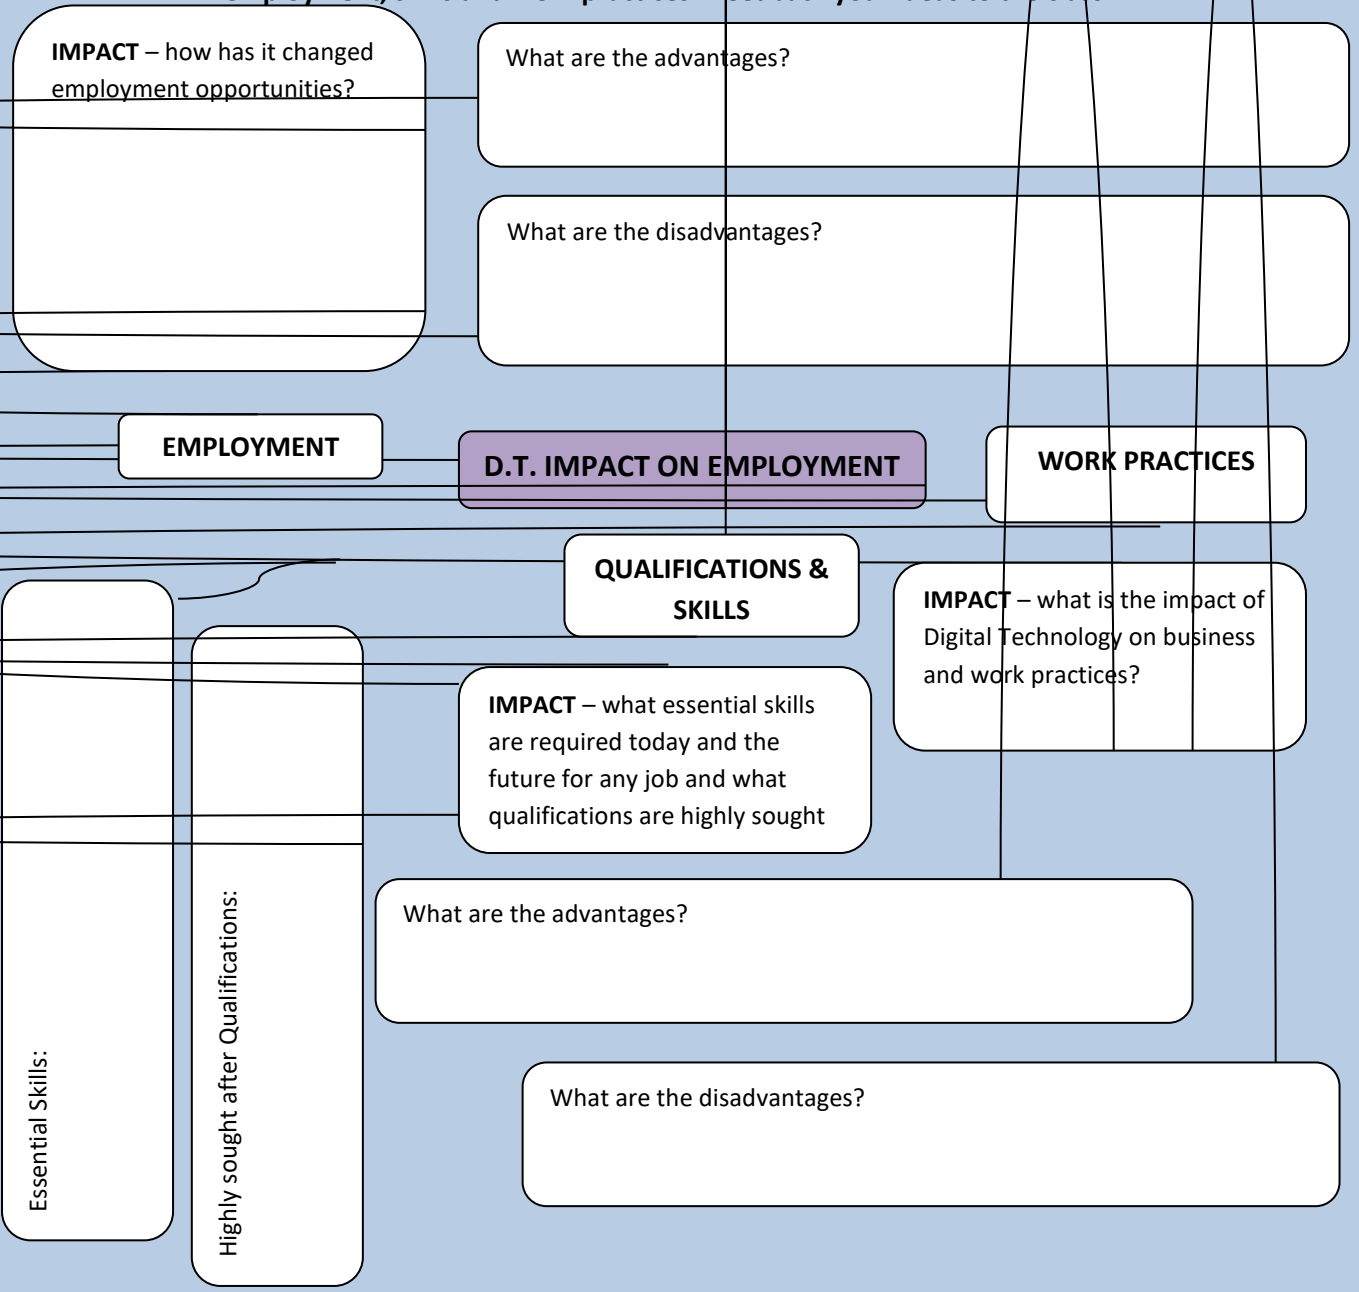 IMPACT – how has it changed
employment opportunities?
What are the advantages?
What are the disadvantages?
EMPLOYMENT
D.T. IMPACT ON EMPLOYMENT
WORK PRACTICES
QUALIFICATIONS &
SKILLS
IMPACT – what is the impact of
Digital Technology on business
and work practices?
IMPACT – what essential skills
are required today and the
future for any job and what
qualifications are highly sought
Essential Skills:
Highly sought after Qualifications:
What are the advantages?
What are the disadvantages?